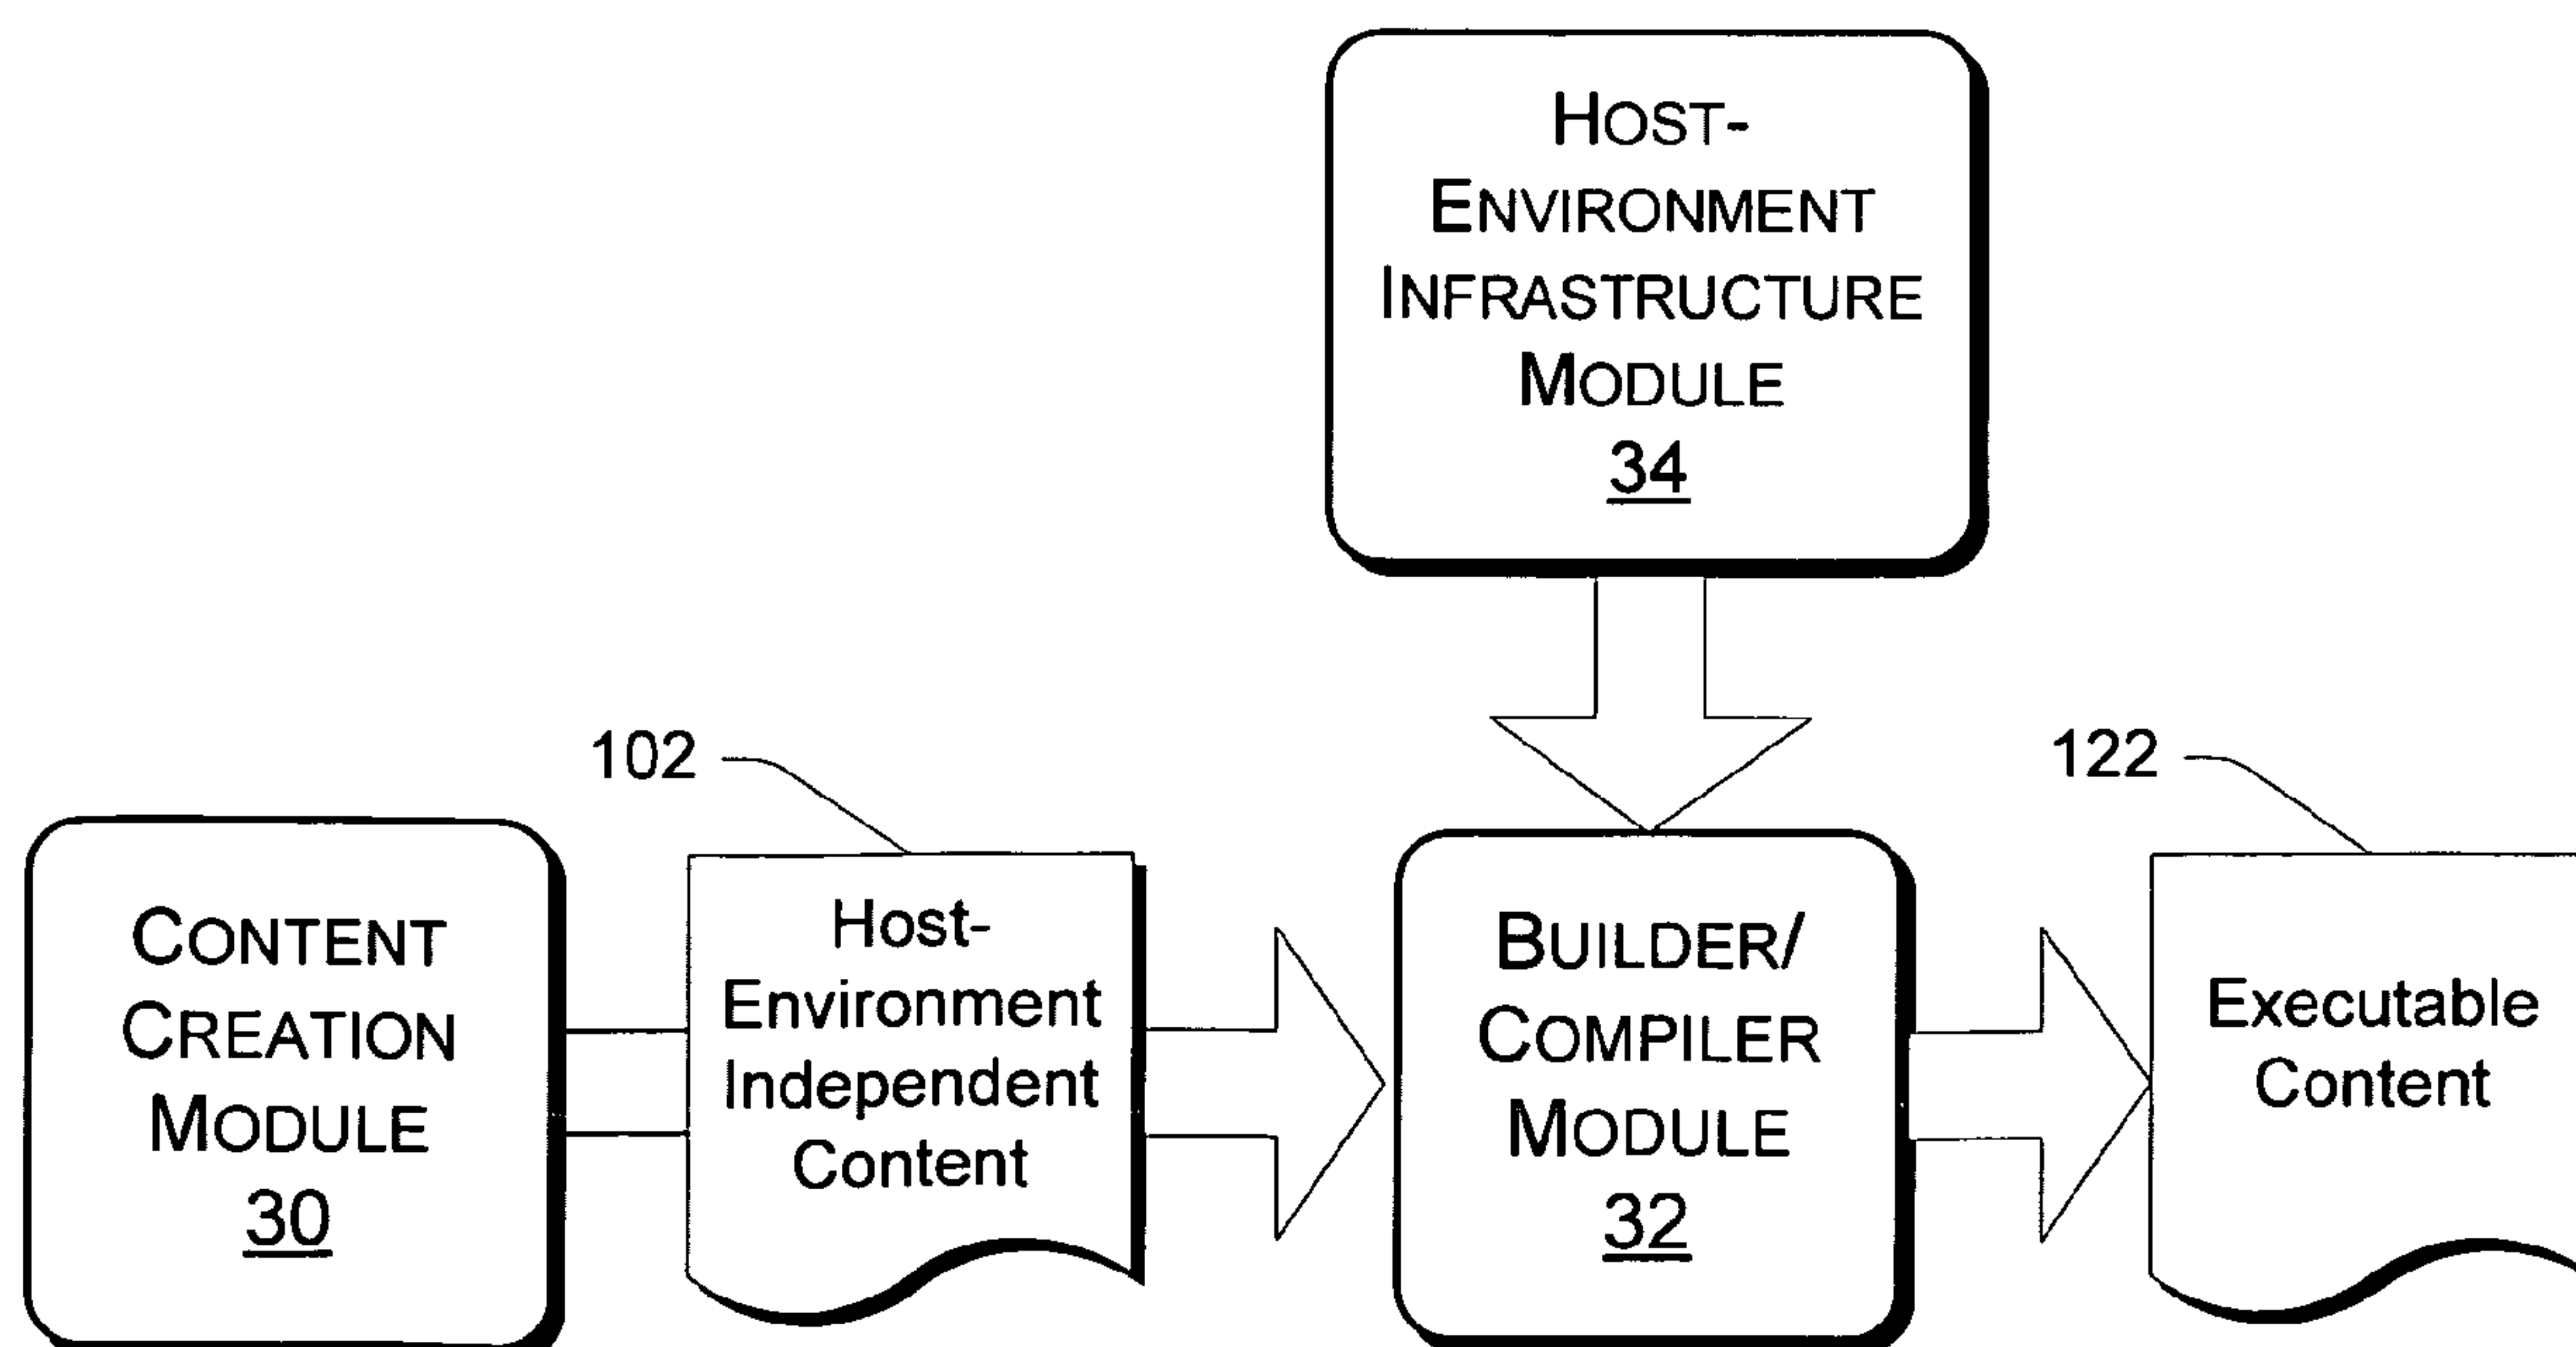 HOST-
ENVIRONMENT
INFRASTRUCTURE
MODULE
34
102
122
CONTENT
CREATION
MODULE
30
Host-
Environment
Independent
Content
BUILDER/
COMPILER
MODULE
32
Executable
Content